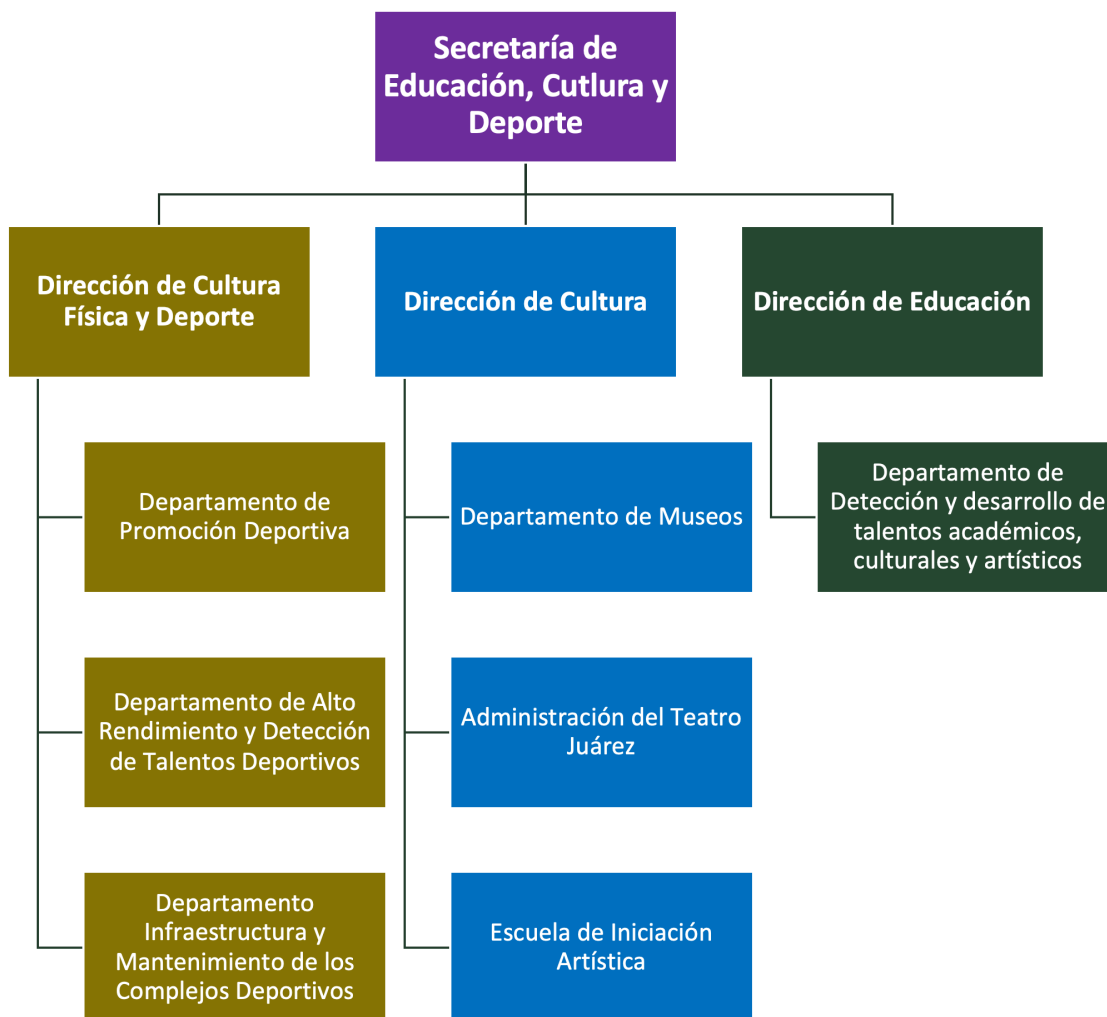 Secretaría de
Educación, Cutlura y
Deporte
Dirección de Cultura
Física y Deporte
Dirección de Cultura
Dirección de Educación
Departamento de
Promoción Deportiva
Departamento de Museos
Departamento de
Detección y desarrollo de
talentos académicos,
culturales y artísticos
Departamento de Alto
Rendimiento y Detección
de Talentos Deportivos
Administración del Teatro
Juárez
Departamento
Infraestructura y
Mantenimiento de los
Complejos Deportivos
Escuela de Iniciación
Artística